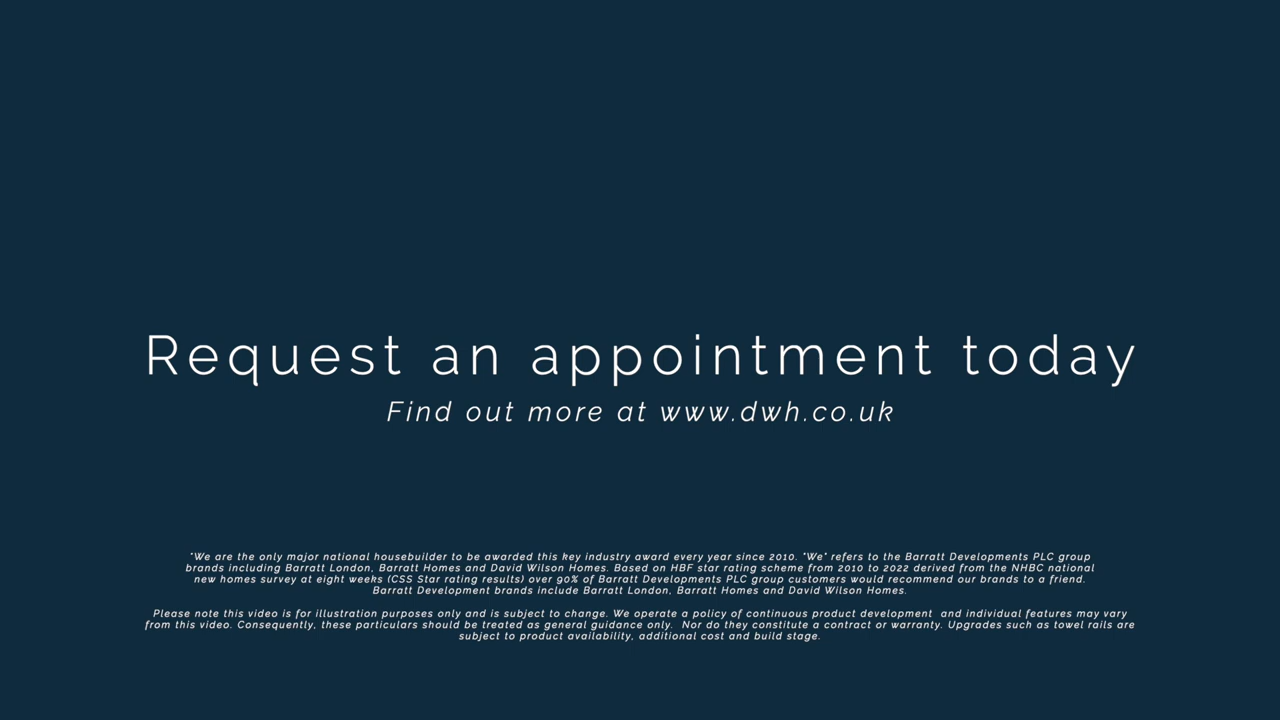 Request an appointment today
Find out more at www.dwh.co.uk
"We are the only major national housebuilder to be awarded this key industry award every year since 2010. "We" refers to the Barratt Developments PLC group
brands including Barratt London, Barratt Homes and David Wilson Homes. Based on HBF star rating scheme from 2010 to 2022 derived from the NHBC national
new homes survey at eight weeks (CSS Star rating results) over 90% of Barratt Developments PLC group customers would recommend our brands to a friend.
Barratt Development brands include Barratt London, Barratt Homes and David Wilson Homes.
Please note this video is for illustration purposes only and is subject to change. We operate a policy of continuous product development  and individual features may vary
from this video. Consequently, these particulars should be treated as general guidance only.  Nor do they constitute a contract or warranty. Upgrades such as towel rails are
subject to product availability, additional cost and build stage.